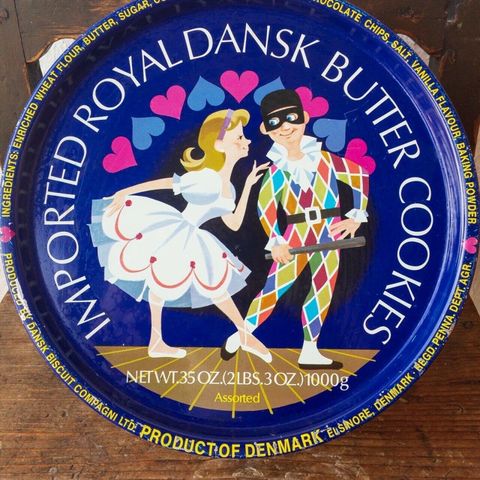 IMPORTED ROYAL DANSK BUTTER COOKIES
NET WT. 35 OZ. (2 LBS. 3 OZ.) 1000g
Assorted
INGREDIENTS: ENRICHED WHEAT FLOUR, BUTTER, SUGAR,
CHOCOLATE CHIPS, SALT, VANILLA FLAVOUR, BAKING POWDER
PRODUCED BY DANSK BISCUIT COMPAGNI LTD.
PRODUCT OF DENMARK
ELSINORE, DENMARK · REGD. PENNA. DEPT. AGR.